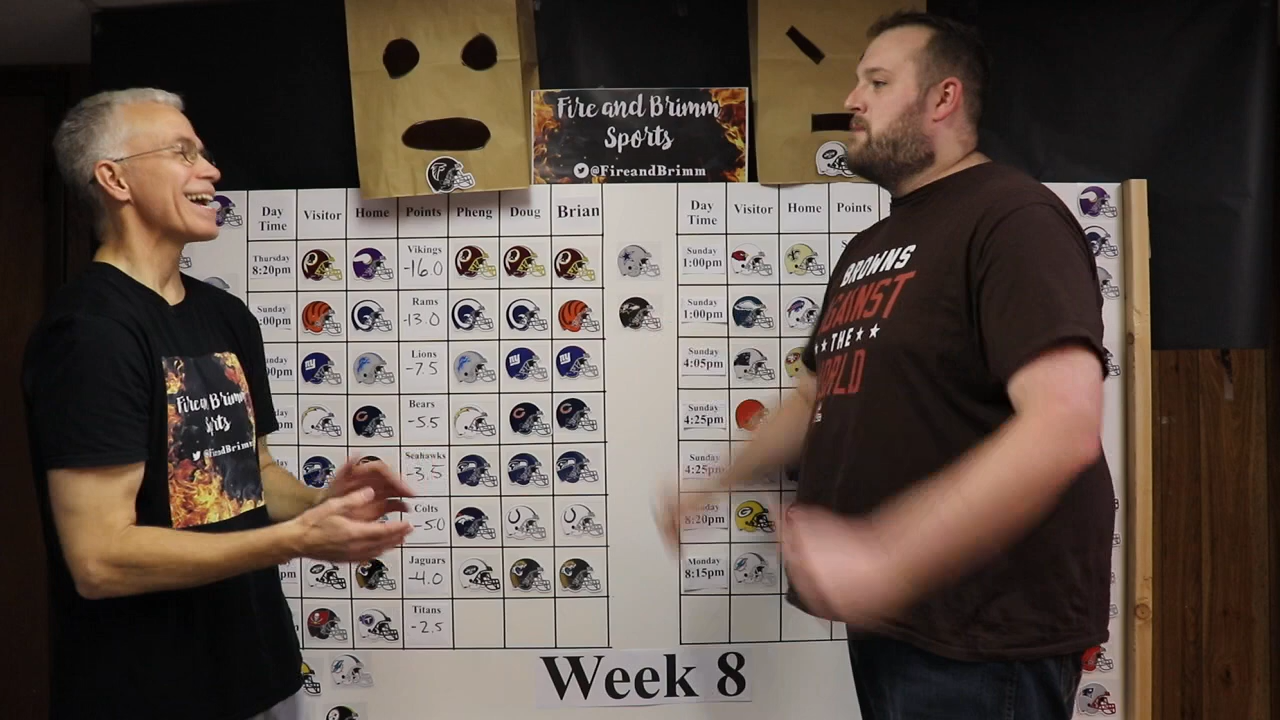 Fire and Brimm
Sports
@FireandBrimm
Day
Time
Visitor
Home
Points
Pheng
Doug
Brian
Thursday
8:20pm
Vikings
-16.0
:00pm
Rams
-13.0
Lions
-7.5
Bears
-5.5
Seahawks
-3.5
Colts
-5.0
Jaguars
-4.0
Titans
-2.5
Day
Time
Visitor
Home
Points
Sunday
1:00pm
Sunday
1:00pm
Sunday
4:05pm
Sunday
4:25pm
Sunday
4:25pm
8:20pm
Monday
8:15pm
Week 8
Fire and Brimm
Sports
BROWNS
AGAINST
THE
WORLD